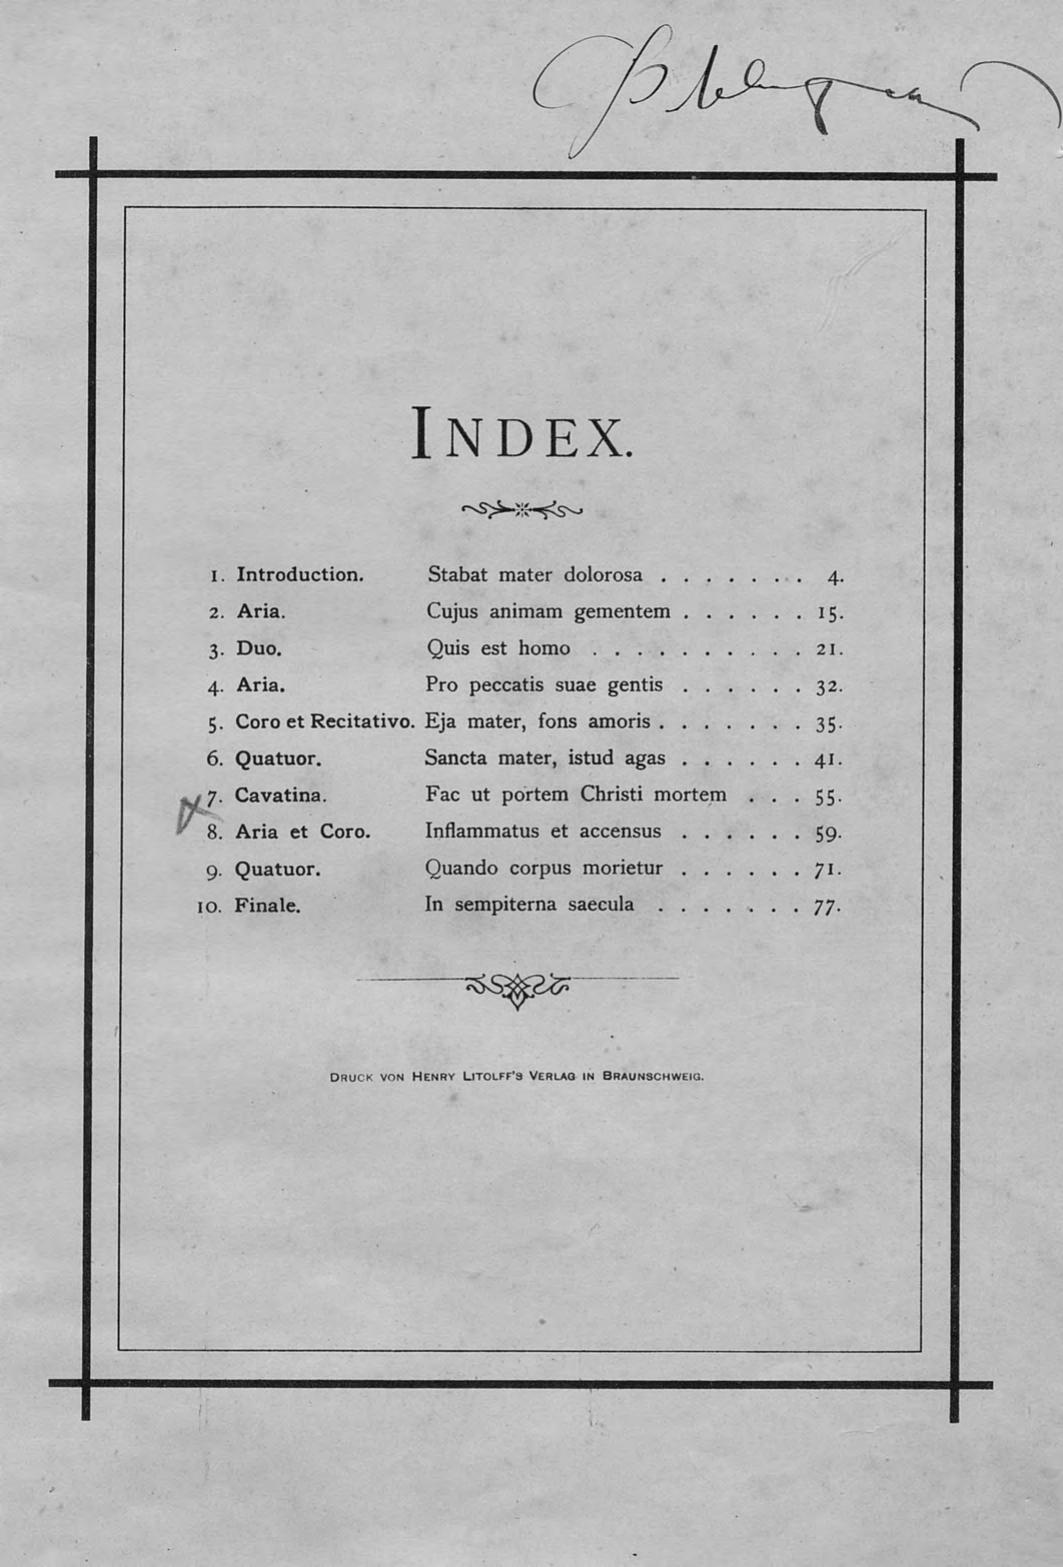 INDEX.
1. Introduction. Stabat mater dolorosa . . . . . . . 4.
2. Aria. Cujus animam gementem . . . . . . 15.
3. Duo. Quis est homo . . . . . . . . . . 21.
4. Aria. Pro peccatis suae gentis . . . . . . 32.
5. Coro et Recitativo. Eja mater, fons amoris . . . . . . . 35.
6. Quatuor. Sancta mater, istud agas . . . . . . 41.
7. Cavatina. Fac ut portem Christi mortem . . . 55.
8. Aria et Coro. Inflammatus et accensus . . . . . . 59.
9. Quatuor. Quando corpus morietur . . . . . . 71.
10. Finale. In sempiterna saecula . . . . . . . 77.
DRUCK VON HENRY LITOLFF'S VERLAG IN BRAUNSCHWEIG.